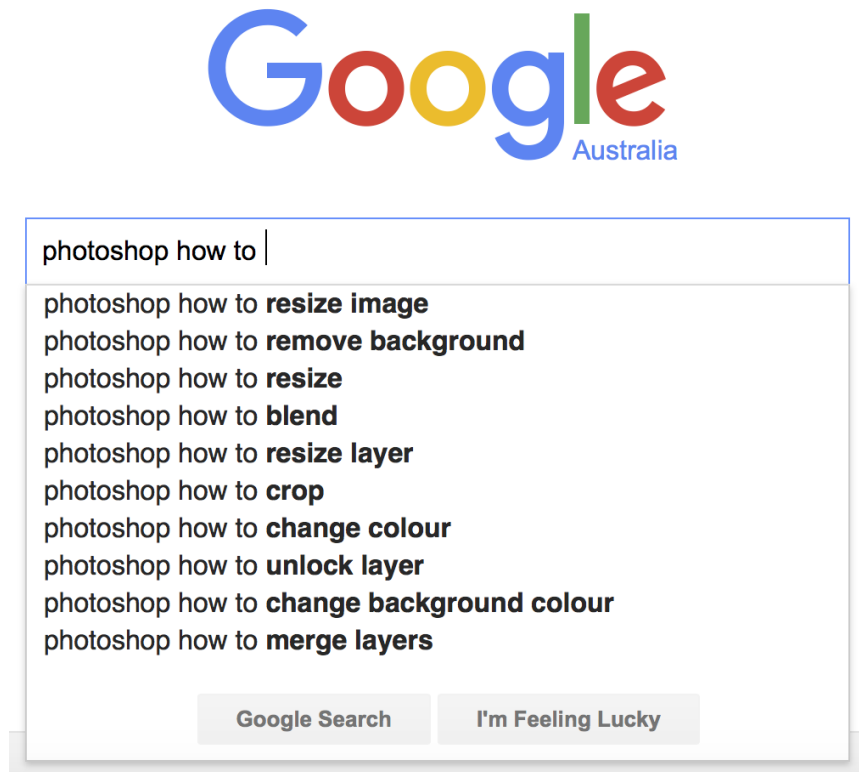 Google
Australia
photoshop how to
photoshop how to resize image
photoshop how to remove background
photoshop how to resize
photoshop how to blend
photoshop how to resize layer
photoshop how to crop
photoshop how to change colour
photoshop how to unlock layer
photoshop how to change background colour
photoshop how to merge layers
Google Search I'm Feeling Lucky